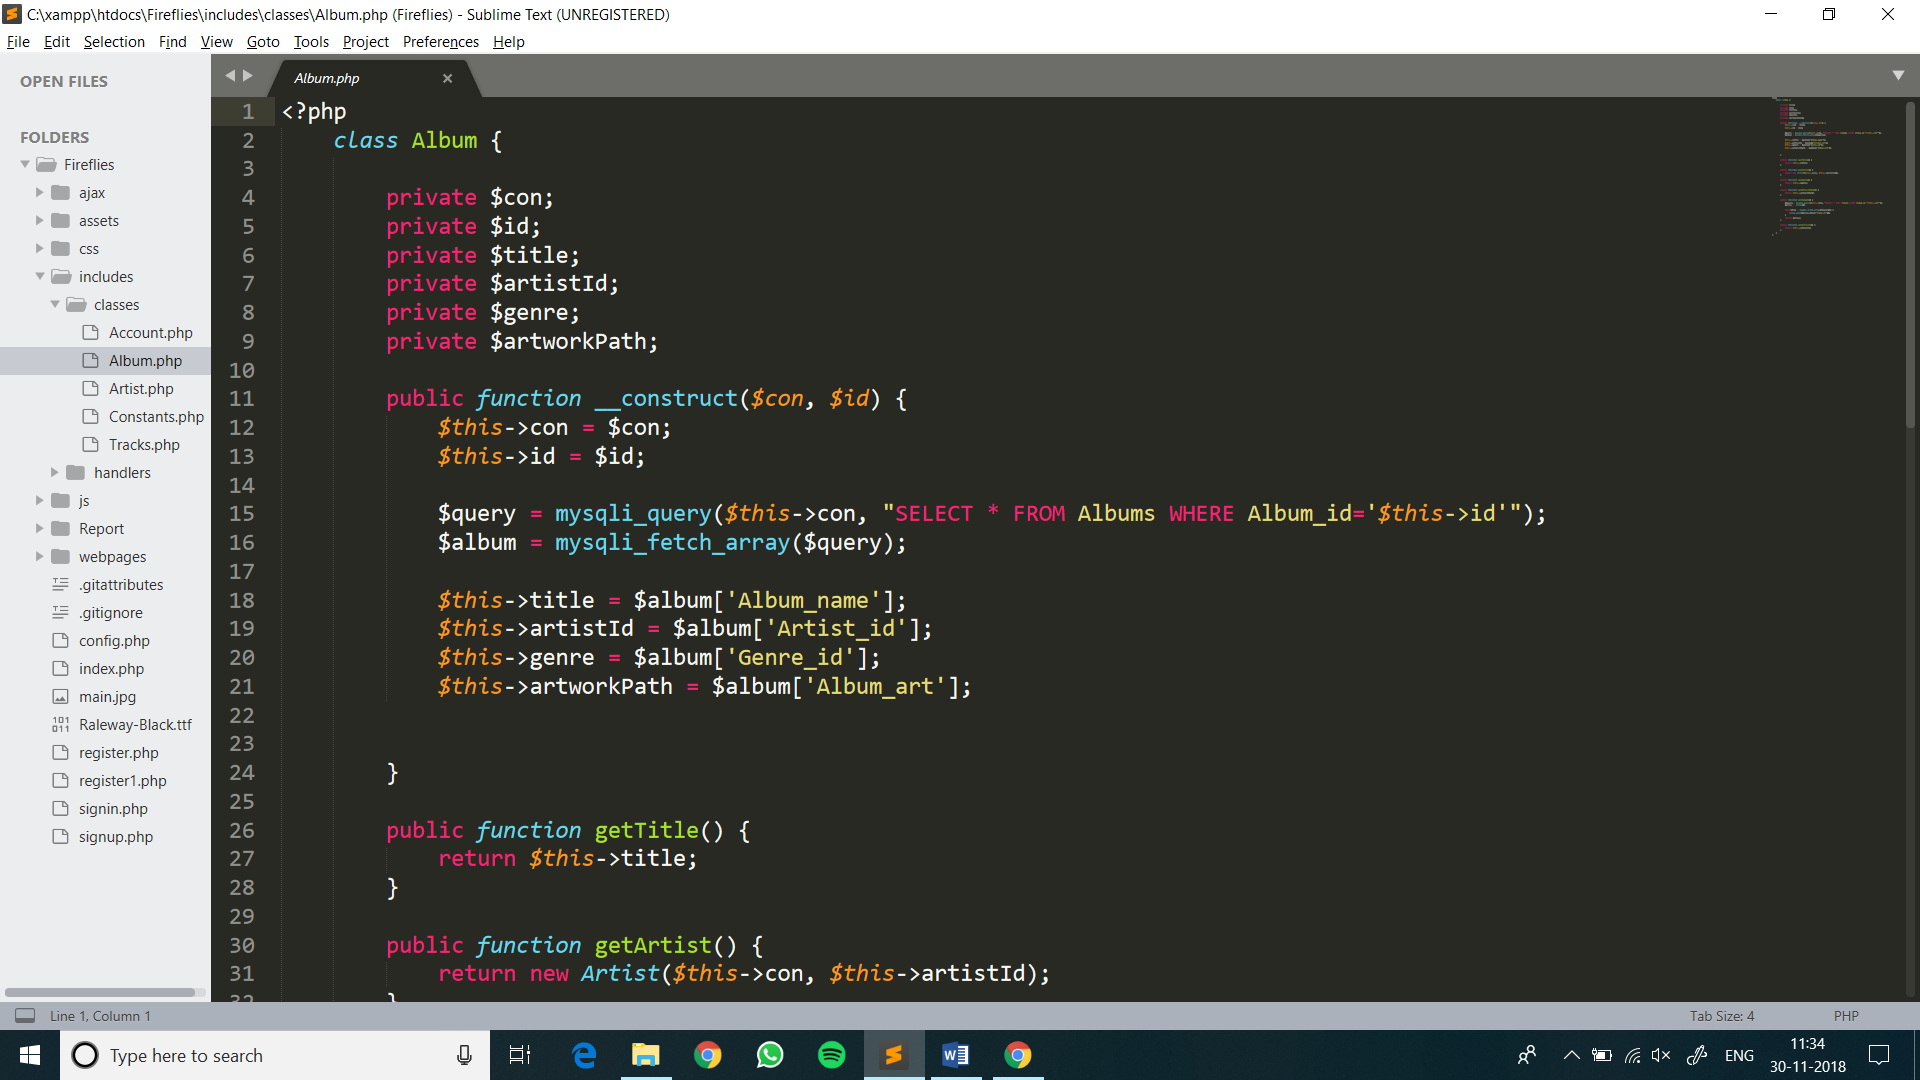 C:\xampp\htdocs\Fireflies\includes\classes\Album.php (Fireflies) - Sublime Text (UNREGISTERED)
File Edit Selection Find View Goto Tools Project Preferences Help
OPEN FILES
FOLDERS
Fireflies
ajax
assets
css
includes
classes
Account.php
Album.php
Artist.php
Constants.php
Tracks.php
handlers
js
Report
webpages
.gitattributes
.gitignore
config.php
index.php
main.jpg
Raleway-Black.ttf
register.php
register1.php
signin.php
signup.php
Album.php
1 <?php
2 class Album {
3
4 private $con;
5 private $id;
6 private $title;
7 private $artistId;
8 private $genre;
9 private $artworkPath;
10
11 public function __construct($con, $id) {
12 $this->con = $con;
13 $this->id = $id;
14
15 $query = mysqli_query($this->con, "SELECT * FROM Albums WHERE Album_id='$this->id'");
16 $album = mysqli_fetch_array($query);
17
18 $this->title = $album['Album_name'];
19 $this->artistId = $album['Artist_id'];
20 $this->genre = $album['Genre_id'];
21 $this->artworkPath = $album['Album_art'];
22
23
24 }
25
26 public function getTitle() {
27 return $this->title;
28 }
29
30 public function getArtist() {
31 return new Artist($this->con, $this->artistId);
32 }
Line 1, Column 1 Tab Size: 4 PHP
Type here to search
ENG
11:34
30-11-2018